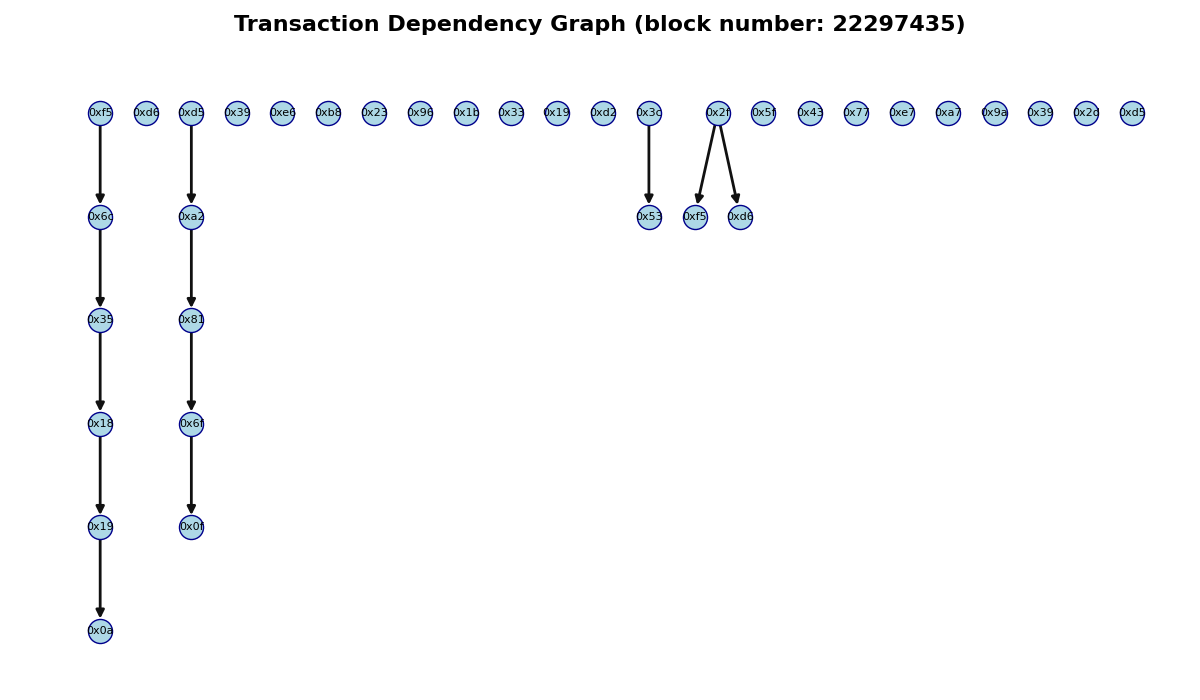 Transaction Dependency Graph (block number: 22297435)
0xf5 0xd6 0xd5 0x39 0xe6 0xb8 0x23 0x96 0x1b 0x33 0x19 0xd2 0x3c 0x2f 0x5f 0x43 0x77 0xe7 0xa7 0x9a 0x39 0x2d 0xd5
0x6c 0xa2 0x53 0xf5 0xd6
0x35 0x81
0x18 0x6f
0x19 0x0f
0x0a